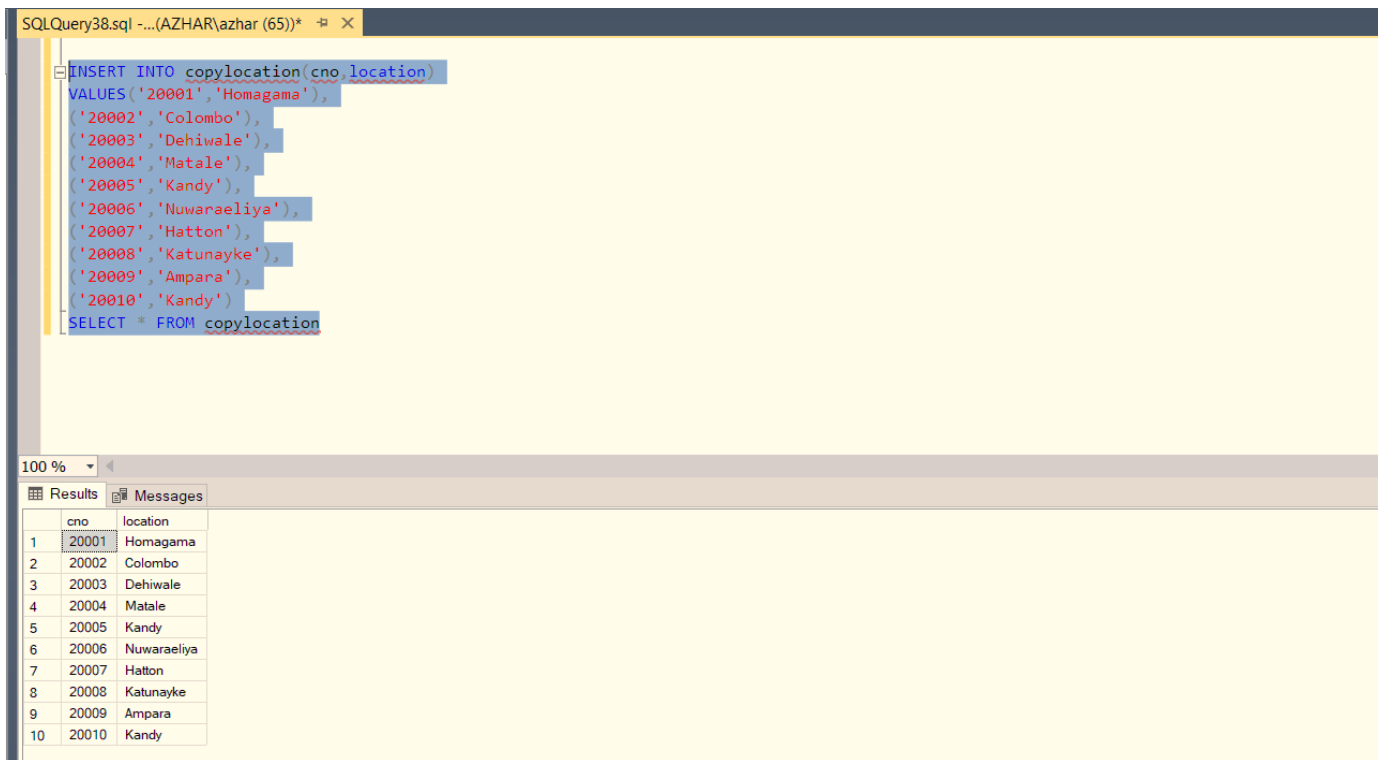 SQLQuery38.sql -...(AZHAR\azhar (65))*
INSERT INTO copylocation(cno,location)
VALUES('20001','Homagama'),
('20002','Colombo'),
('20003','Dehiwale'),
('20004','Matale'),
('20005','Kandy'),
('20006','Nuwaraeliya'),
('20007','Hatton'),
('20008','Katunayke'),
('20009','Ampara'),
('20010','Kandy')
SELECT * FROM copylocation
100 %
Results Messages
cno location
1 20001 Homagama
2 20002 Colombo
3 20003 Dehiwale
4 20004 Matale
5 20005 Kandy
6 20006 Nuwaraeliya
7 20007 Hatton
8 20008 Katunayke
9 20009 Ampara
10 20010 Kandy